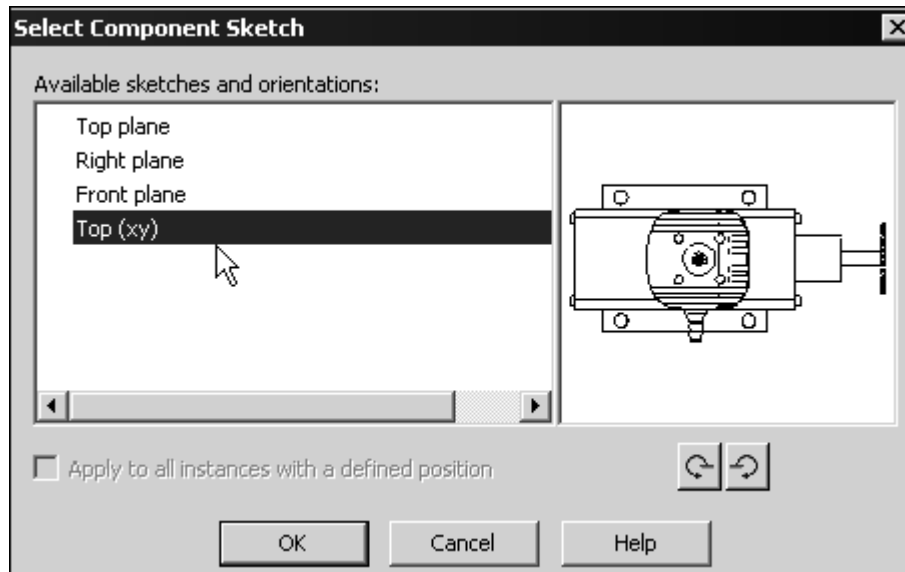 Select Component Sketch
Available sketches and orientations:
Top plane
Right plane
Front plane
Top (xy)
Apply to all instances with a defined position
OK
Cancel
Help